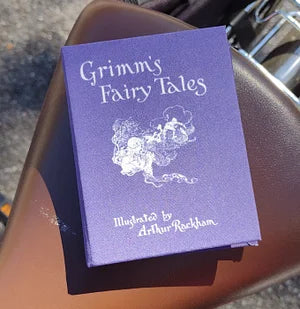 Grimm's
Fairy Tales
Illustrated by
Arthur Rackham